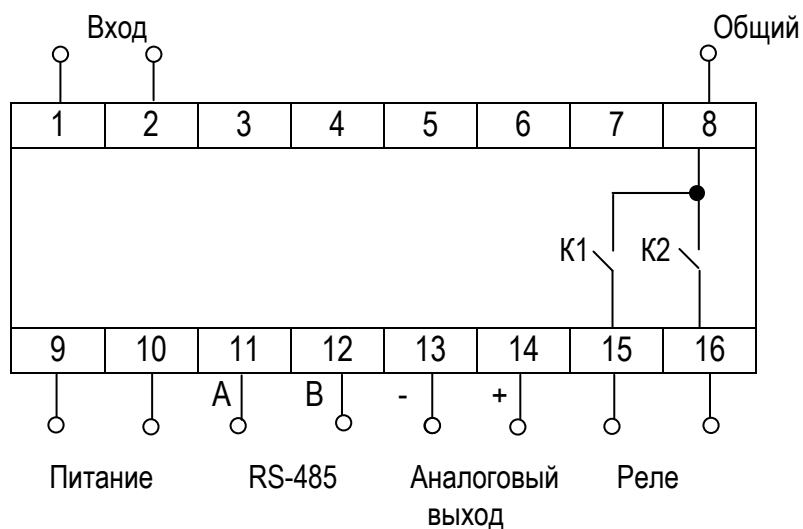 Вход Общий
1 2 3 4 5 6 7 8
К1 К2
9 10 11 12 13 14 15 16
A B - +
Питание RS-485 Аналоговый Реле
выход